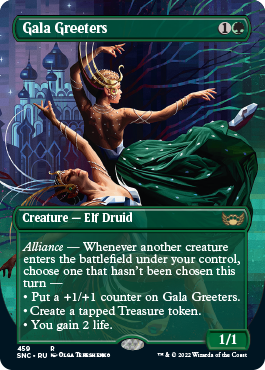 Gala Greeters 1
Creature — Elf Druid
Alliance — Whenever another creature
enters the battlefield under your control,
choose one that hasn't been chosen this
turn —
• Put a +1/+1 counter on Gala Greeters.
• Create a tapped Treasure token.
• You gain 2 life.
1/1
459 R
SNC • RU Olga Tereshenko ™ & © 2022 Wizards of the Coast